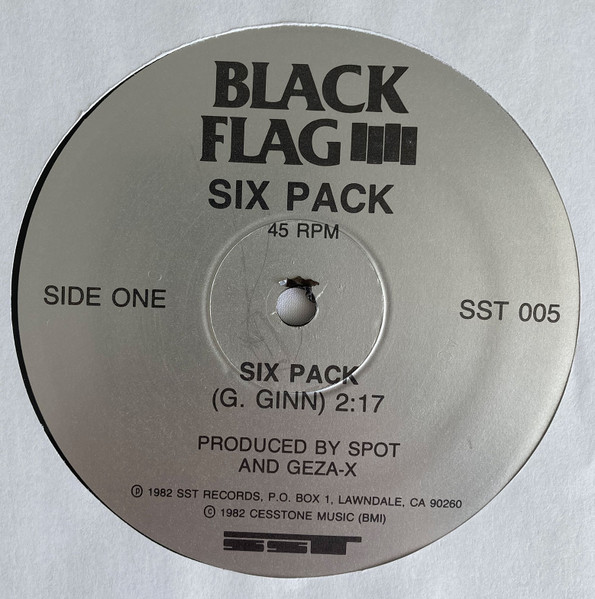 BLACK
FLAG
SIX PACK
45 RPM
SIDE ONE
SST 005
SIX PACK
(G. GINN) 2:17
PRODUCED BY SPOT
AND GEZA-X
℗ 1982 SST RECORDS, P.O. BOX 1, LAWNDALE, CA 90260
© 1982 CESSTONE MUSIC (BMI)
SST